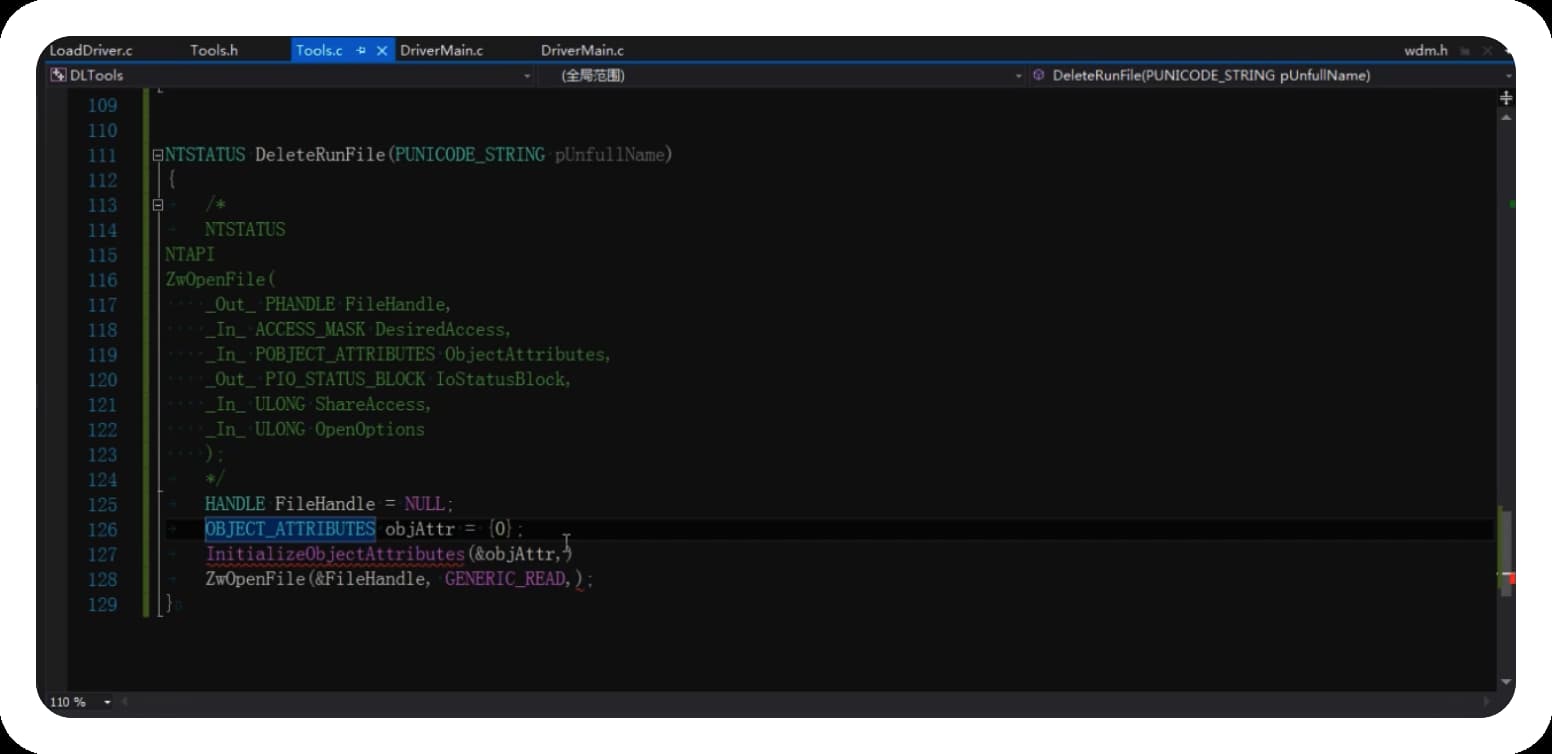 LoadDriver.c Tools.h Tools.c DriverMain.c DriverMain.c wdm.h
DLTools (全局范围) DeleteRunFile(PUNICODE_STRING pUnfullName)
109
110
111 NTSTATUS DeleteRunFile(PUNICODE_STRING pUnfullName)
112 {
113 /*
114 NTSTATUS
115 NTAPI
116 ZwOpenFile(
117 _Out_ PHANDLE FileHandle,
118 _In_ ACCESS_MASK DesiredAccess,
119 _In_ POBJECT_ATTRIBUTES ObjectAttributes,
120 _Out_ PIO_STATUS_BLOCK IoStatusBlock,
121 _In_ ULONG ShareAccess,
122 _In_ ULONG OpenOptions
123 );
124 */
125 HANDLE FileHandle = NULL;
126 OBJECT_ATTRIBUTES objAttr = {0};
127 InitializeObjectAttributes(&objAttr,)
128 ZwOpenFile(&FileHandle, GENERIC_READ,);
129 }
110 %